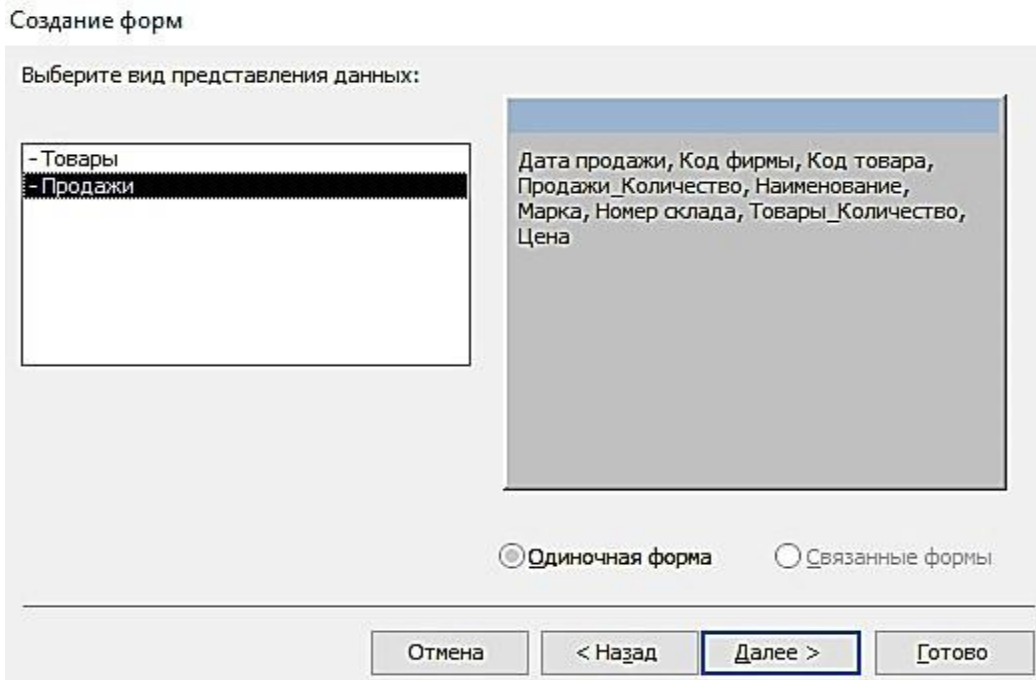 Создание форм
Выберите вид представления данных:
- Товары
- Продажи
Дата продажи, Код фирмы, Код товара,
Продажи_Количество, Наименование,
Марка, Номер склада, Товары_Количество,
Цена
Одиночная форма
Связанные формы
Отмена
< Назад
Далее >
Готово